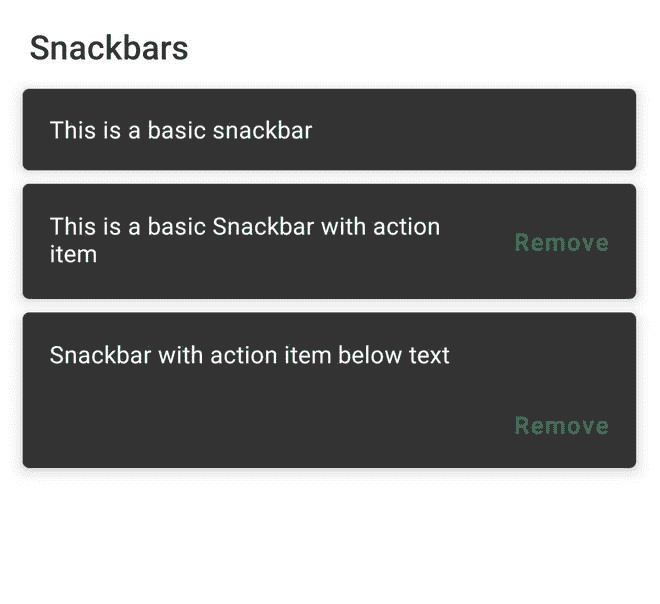 Snackbars
This is a basic snackbar
This is a basic Snackbar with action
item
Remove
Snackbar with action item below text
Remove